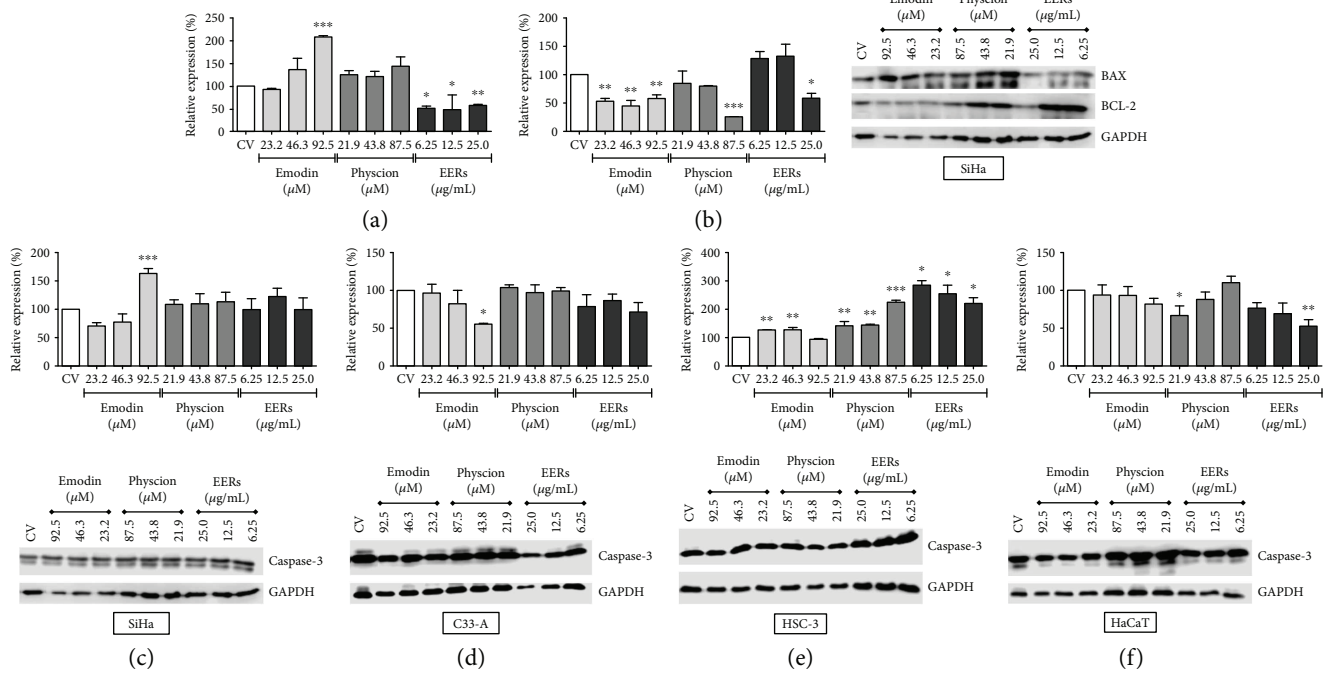 Relative expression (%)
250
200
150
100
50
0
***
* * **
CV 23.2 46.3 92.5 21.9 43.8 87.5 6.25 12.5 25.0
Emodin Physcion EERs
(μM) (μM) (μg/mL)
(a)
Relative expression (%)
200
150
100
50
0
** ** ** *** *
CV 23.2 46.3 92.5 21.9 43.8 87.5 6.25 12.5 25.0
Emodin Physcion EERs
(μM) (μM) (μg/mL)
(b)
Emodin Physcion EERs
(μM) (μM) (μg/mL)
CV 92.5 46.3 23.2 87.5 43.8 21.9 25.0 12.5 6.25
BAX
BCL-2
GAPDH
SiHa
Relative expression (%)
200
150
100
50
0
***
CV 23.2 46.3 92.5 21.9 43.8 87.5 6.25 12.5 25.0
Emodin Physcion EERs
(μM) (μM) (μg/mL)
Emodin Physcion EERs
(μM) (μM) (μg/mL)
CV 92.5 46.3 23.2 87.5 43.8 21.9 25.0 12.5 6.25
Caspase-3
GAPDH
SiHa
(c)
Relative expression (%)
150
100
50
0
*
CV 23.2 46.3 92.5 21.9 43.8 87.5 6.25 12.5 25.0
Emodin Physcion EERs
(μM) (μM) (μg/mL)
Emodin Physcion EERs
(μM) (μM) (μg/mL)
CV 92.5 46.3 23.2 87.5 43.8 21.9 25.0 12.5 6.25
Caspase-3
GAPDH
C33-A
(d)
Relative expression (%)
400
300
200
100
0
** ** ** ** *** * * *
CV 23.2 46.3 92.5 21.9 43.8 87.5 6.25 12.5 25.0
Emodin Physcion EERs
(μM) (μM) (μg/mL)
Emodin Physcion EERs
(μM) (μM) (μg/mL)
CV 92.5 46.3 23.2 87.5 43.8 21.9 25.0 12.5 6.25
Caspase-3
GAPDH
HSC-3
(e)
Relative expression (%)
150
100
50
0
* **
CV 23.2 46.3 92.5 21.9 43.8 87.5 6.25 12.5 25.0
Emodin Physcion EERs
(μM) (μM) (μg/mL)
Emodin Physcion EERs
(μM) (μM) (μg/mL)
CV 92.5 46.3 23.2 87.5 43.8 21.9 25.0 12.5 6.25
Caspase-3
GAPDH
HaCaT
(f)